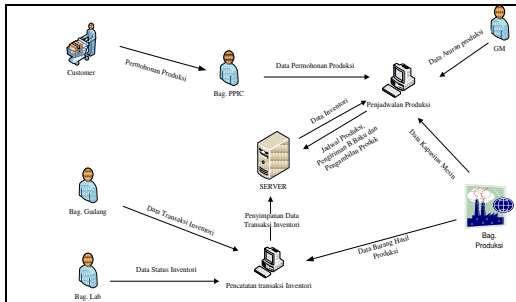 Customer
Permohonan Produksi
Bag. PPIC
Data Permohonan Produksi
Data Aturan produksi
GM
Penjadwalan Produksi
Data Inventori
Jadwal Produksi,
Pengiriman B.Baku dan
Pengambilan Produk
Data Kapasitas Mesin
SERVER
Bag. Gudang
Data Transaksi Inventori
Penyimpanan Data
Transaksi Inventori
Bag.
Produksi
Data Barang Hasil
Produksi
Bag. Lab
Data Status Inventori
Pencatatan transaksi Inventori